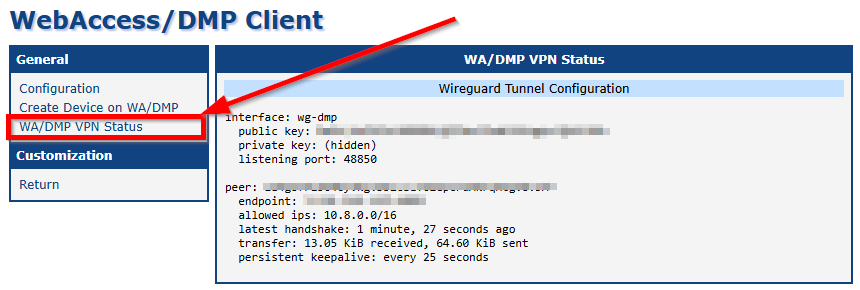 WebAccess/DMP Client
General
Configuration
Create Device on WA/DMP
WA/DMP VPN Status
Customization
Return
WA/DMP VPN Status
Wireguard Tunnel Configuration
interface: wg-dmp
public key:
private key: (hidden)
listening port: 48850
peer:
endpoint:
allowed ips: 10.8.0.0/16
latest handshake: 1 minute, 27 seconds ago
transfer: 13.05 KiB received, 64.60 KiB sent
persistent keepalive: every 25 seconds